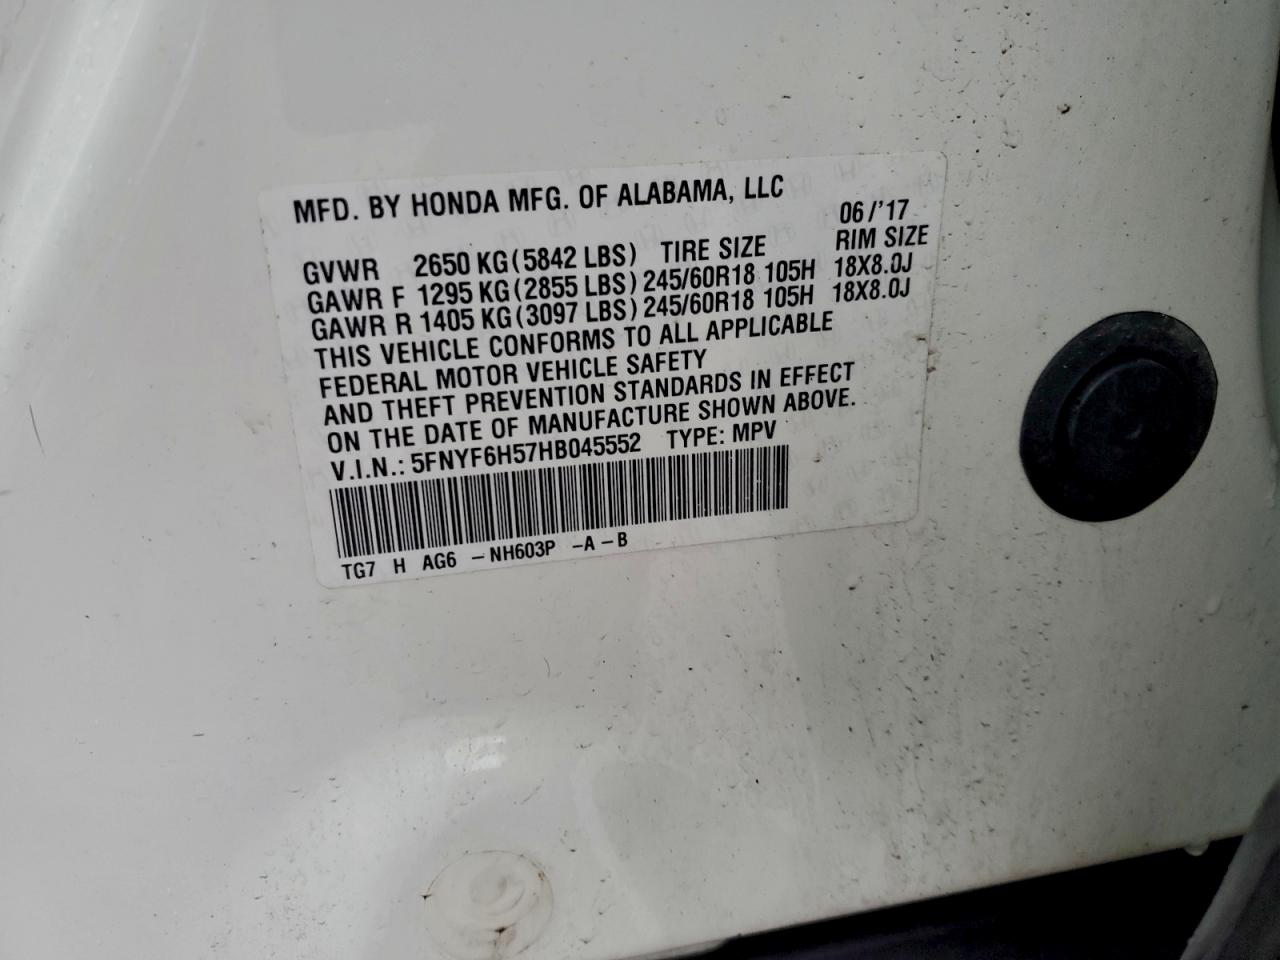 MFD. BY HONDA MFG. OF ALABAMA, LLC 06/'17
GVWR 2650 KG(5842 LBS) TIRE SIZE RIM SIZE
GAWR F 1295 KG(2855 LBS) 245/60R18 105H 18X8.0J
GAWR R 1405 KG(3097 LBS) 245/60R18 105H 18X8.0J
THIS VEHICLE CONFORMS TO ALL APPLICABLE
FEDERAL MOTOR VEHICLE SAFETY
AND THEFT PREVENTION STANDARDS IN EFFECT
ON THE DATE OF MANUFACTURE SHOWN ABOVE.
V.I.N.: 5FNYF6H57HB045552 TYPE: MPV
TG7 H AG6 -NH603P -A-B